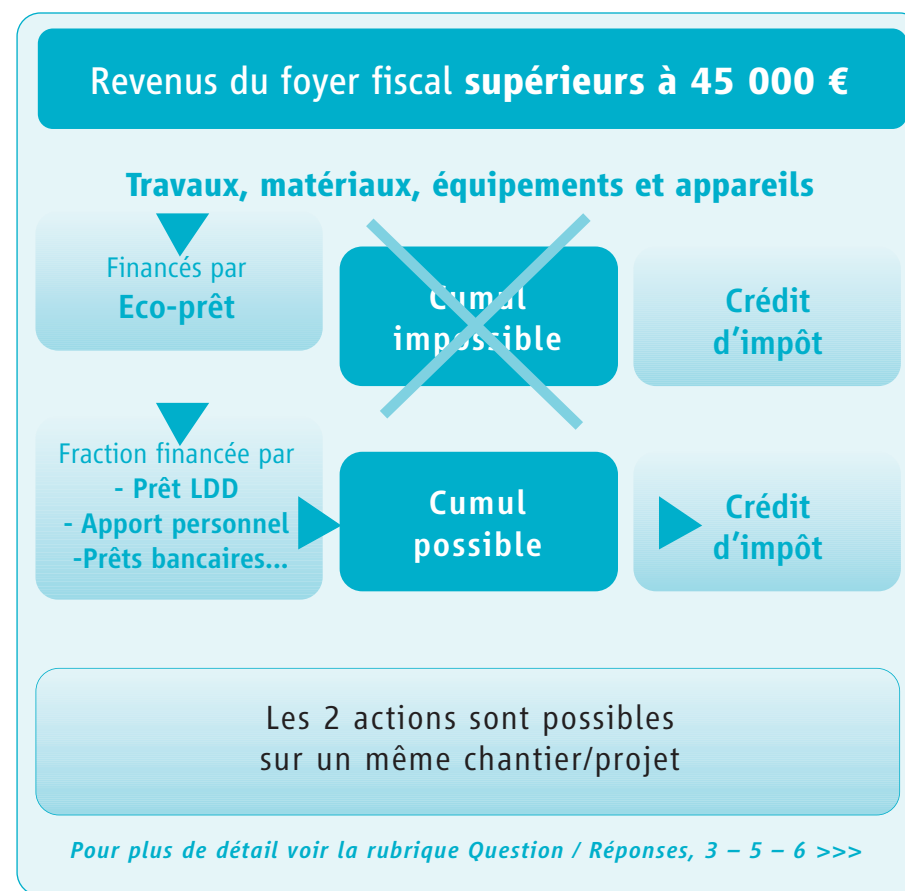 Revenus du foyer fiscal supérieurs à 45 000 €
Travaux, matériaux, équipements et appareils
Financés par
Eco-prêt
Cumul
impossible
Crédit
d’impôt
Fraction financée par
- Prêt LDD
- Apport personnel
-Prêts bancaires...
Cumul
possible
Crédit
d’impôt
Les 2 actions sont possibles
sur un même chantier/projet
Pour plus de détail voir la rubrique Question / Réponses, 3 – 5 – 6 >>>